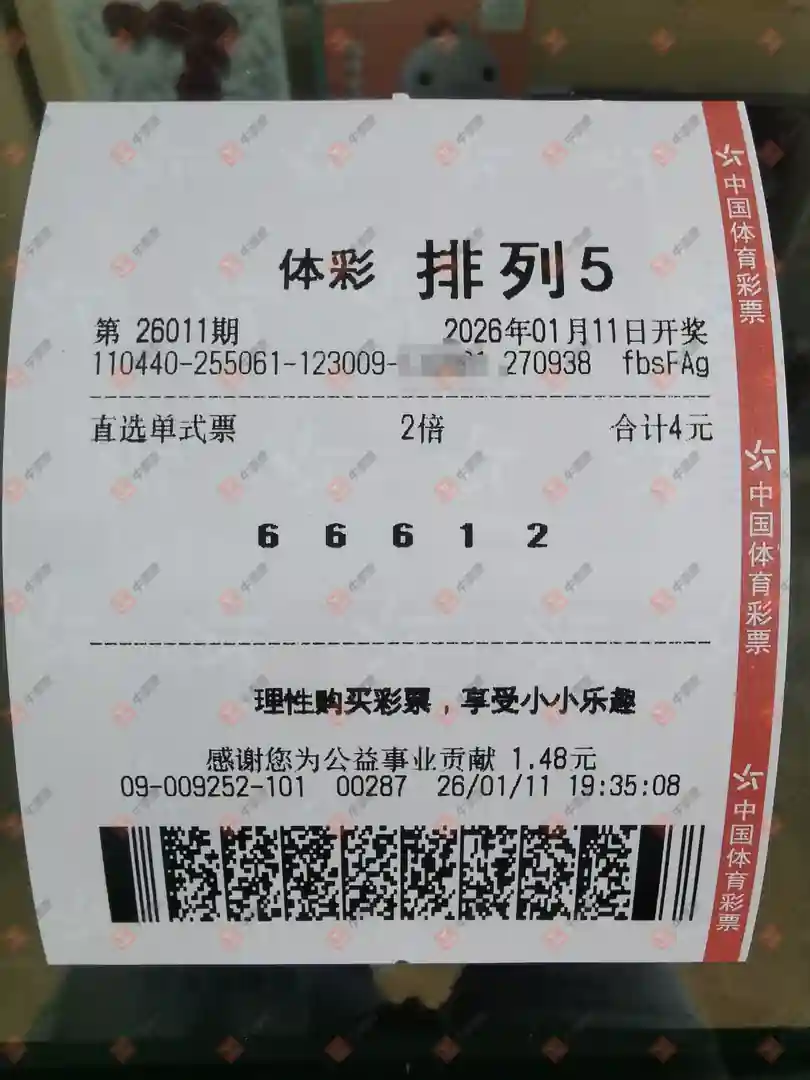 体彩 排列5
第 26011期 2026年01月11日开奖
110440-255061-123009- 270938 fbsFAg
直选单式票 2倍 合计4元
6 6 6 1 2
理性购买彩票，享受小小乐趣
感谢您为公益事业贡献 1.48元
09-009252-101 00287 26/01/11 19:35:08
中国体育彩票
中国体育彩票
中国体育彩票